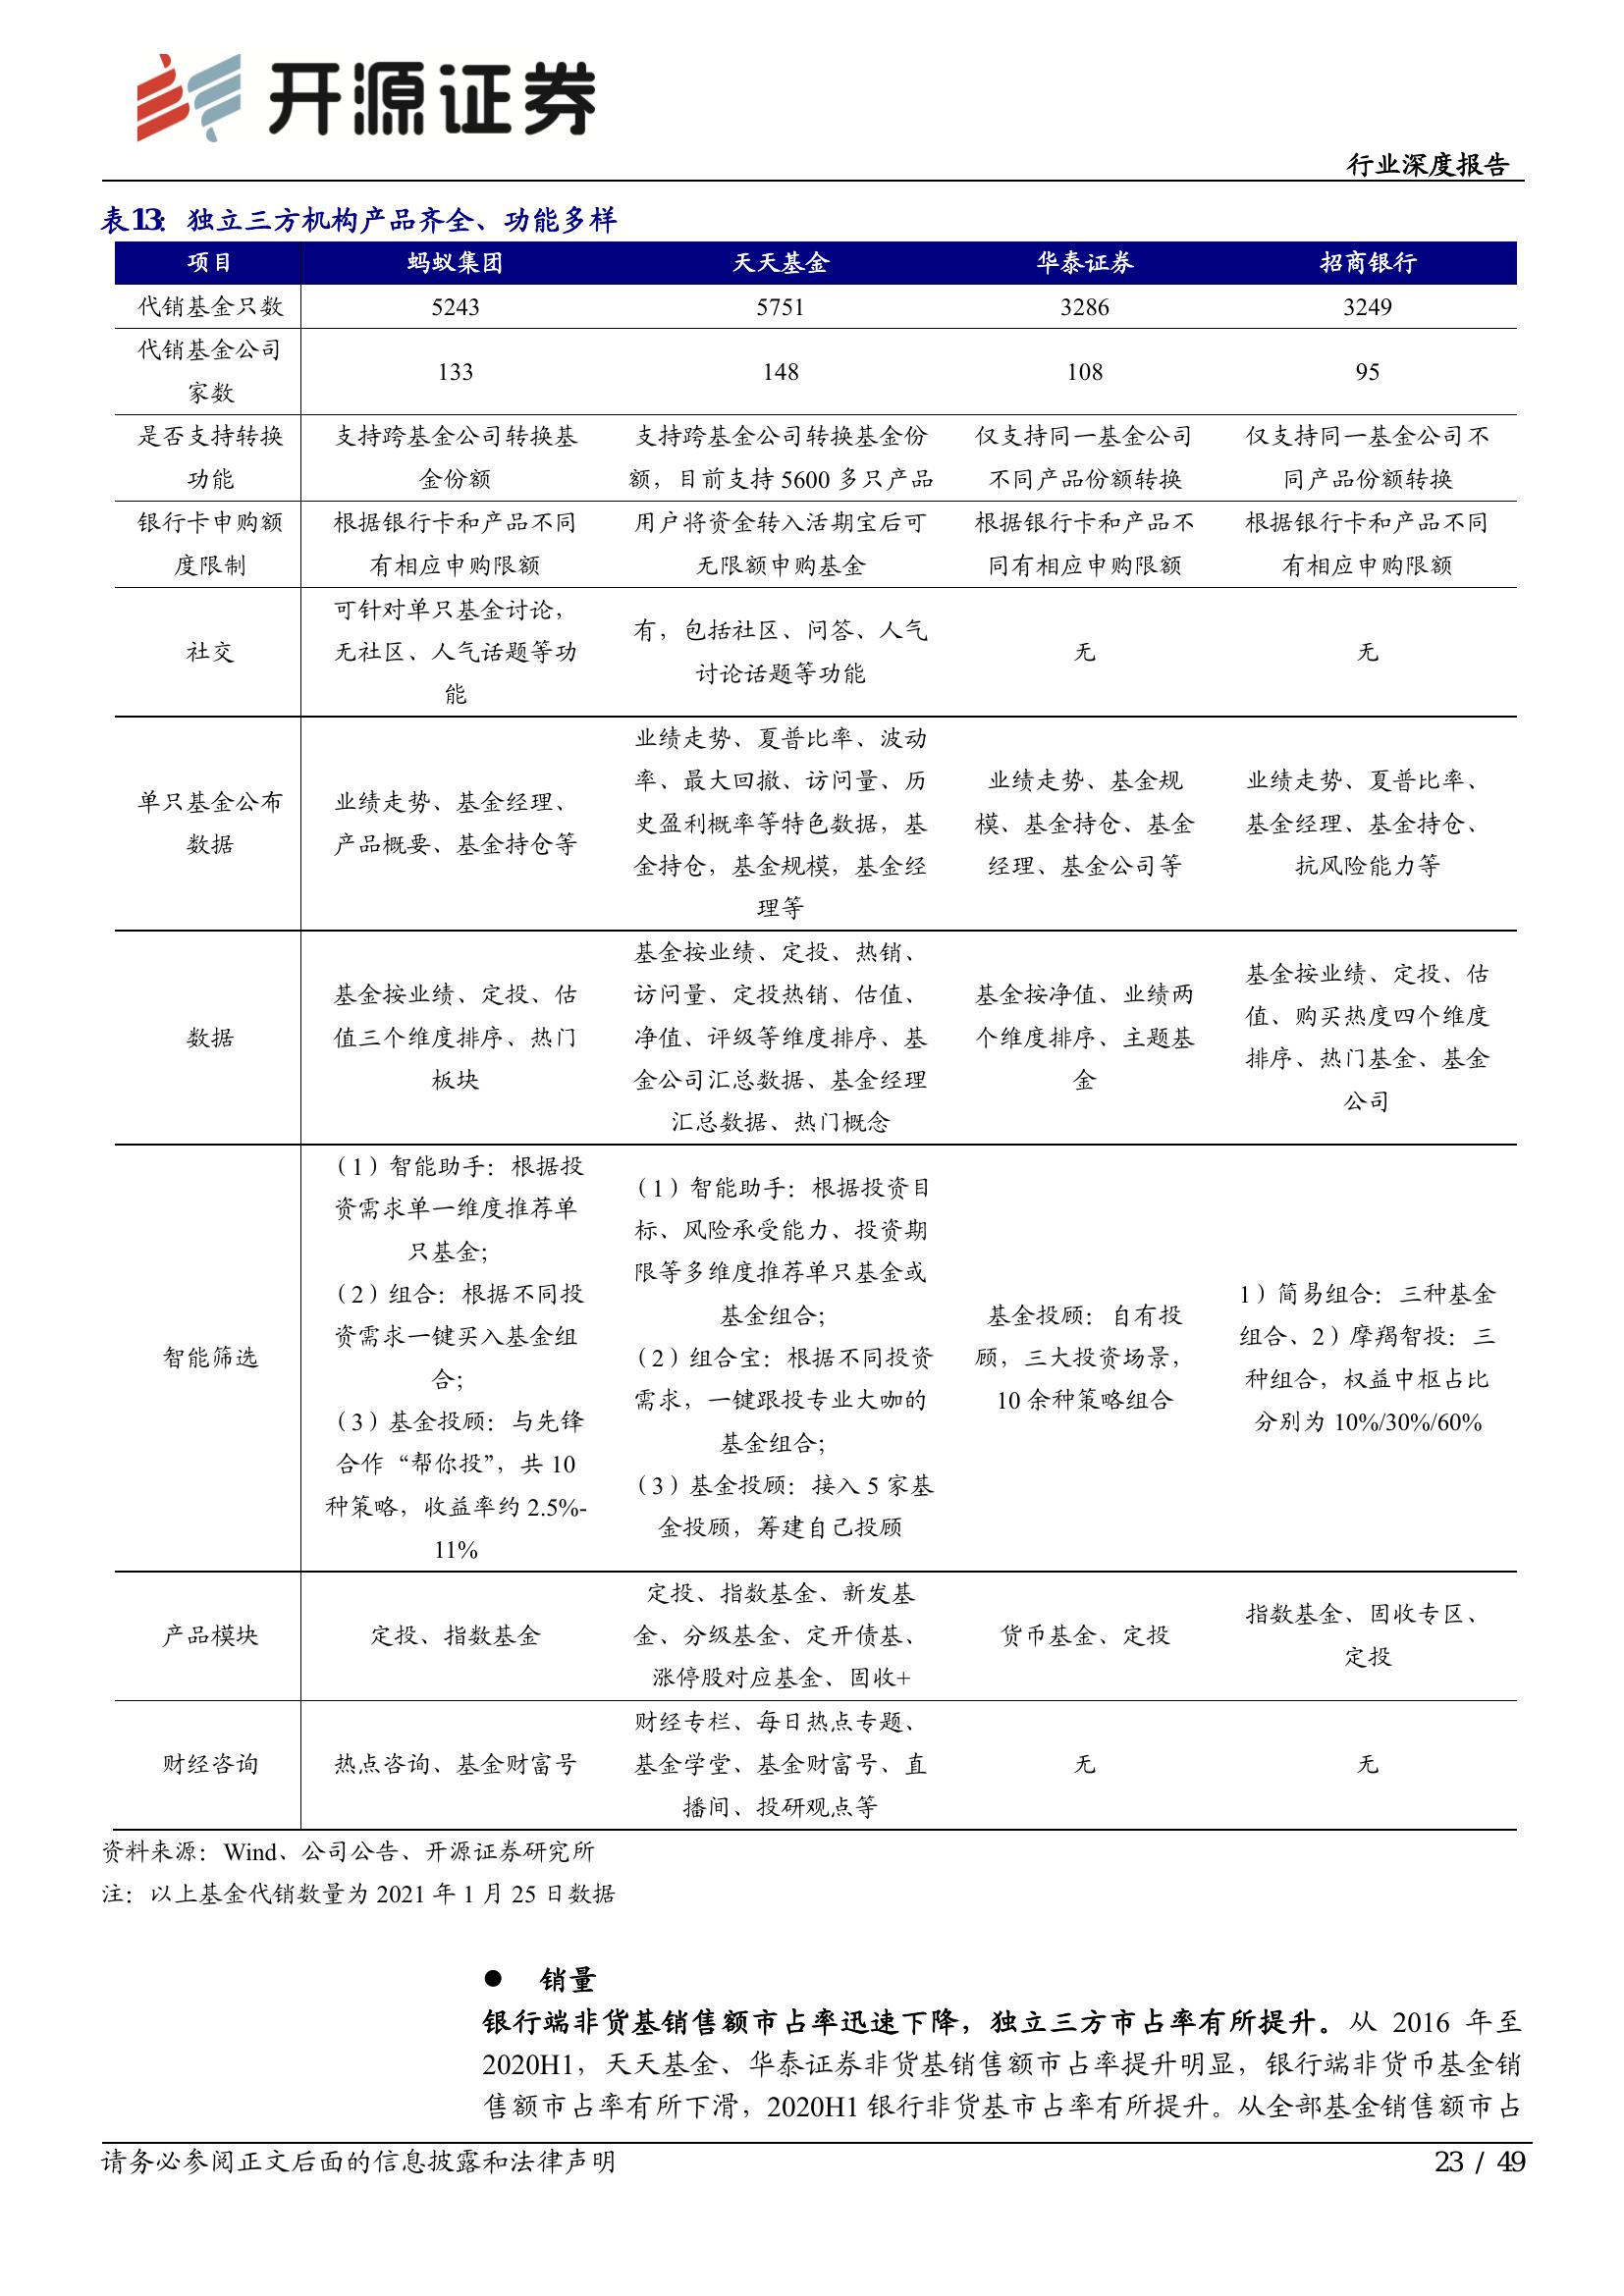 开源证券
行业深度报告
表13：独立三方机构产品齐全、功能多样
项目 蚂蚁集团 天天基金 华泰证券 招商银行
代销基金只数 5243 5751 3286 3249
代销基金公司
家数
133 148 108 95
是否支持转换
功能
支持跨基金公司转换基
金份额
支持跨基金公司转换基金份
额，目前支持 5600 多只产品
仅支持同一基金公司
不同产品份额转换
仅支持同一基金公司不
同产品份额转换
银行卡申购额
度限制
根据银行卡和产品不同
有相应申购限额
用户将资金转入活期宝后可
无限额申购基金
根据银行卡和产品不
同有相应申购限额
根据银行卡和产品不同
有相应申购限额
社交
可针对单只基金讨论，
无社区、人气话题等功
能
有，包括社区、问答、人气
讨论话题等功能
无
无
单只基金公布
数据
业绩走势、基金经理、
产品概要、基金持仓等
业绩走势、夏普比率、波动
率、最大回撤、访问量、历
史盈利概率等特色数据，基
金持仓，基金规模，基金经
理等
业绩走势、基金规
模、基金持仓、基金
经理、基金公司等
业绩走势、夏普比率、
基金经理、基金持仓、
抗风险能力等
数据
基金按业绩、定投、估
值三个维度排序、热门
板块
基金按业绩、定投、热销、
访问量、定投热销、估值、
净值、评级等维度排序、基
金公司汇总数据、基金经理
汇总数据、热门概念
基金按净值、业绩两
个维度排序、主题基
金
基金按业绩、定投、估
值、购买热度四个维度
排序、热门基金、基金
公司
智能筛选
（1）智能助手：根据投
资需求单一维度推荐单
只基金；
（2）组合：根据不同投
资需求一键买入基金组
合；
（3）基金投顾：与先锋
合作“帮你投”，共 10
种策略，收益率约 2.5%-
11%
（1）智能助手：根据投资目
标、风险承受能力、投资期
限等多维度推荐单只基金或
基金组合；
（2）组合宝：根据不同投资
需求，一键跟投专业大咖的
基金组合；
（3）基金投顾：接入 5 家基
金投顾，筹建自己投顾
基金投顾：自有投
顾，三大投资场景，
10 余种策略组合
1）简易组合：三种基金
组合、2）摩羯智投：三
种组合，权益中枢占比
分别为 10%/30%/60%
产品模块
定投、指数基金
定投、指数基金、新发基
金、分级基金、定开债基、
涨停股对应基金、固收+
货币基金、定投
指数基金、固收专区、
定投
财经咨询
热点咨询、基金财富号
财经专栏、每日热点专题、
基金学堂、基金财富号、直
播间、投研观点等
无
无
资料来源：Wind、公司公告、开源证券研究所
注：以上基金代销数量为 2021 年 1 月 25 日数据
● 销量
银行端非货基销售额市占率迅速下降，独立三方市占率有所提升。从 2016 年至
2020H1，天天基金、华泰证券非货基销售额市占率提升明显，银行端非货币基金销
售额市占率有所下滑，2020H1 银行非货基市占率有所提升。从全部基金销售额市占
请务必参阅正文后面的信息披露和法律声明
23 / 49